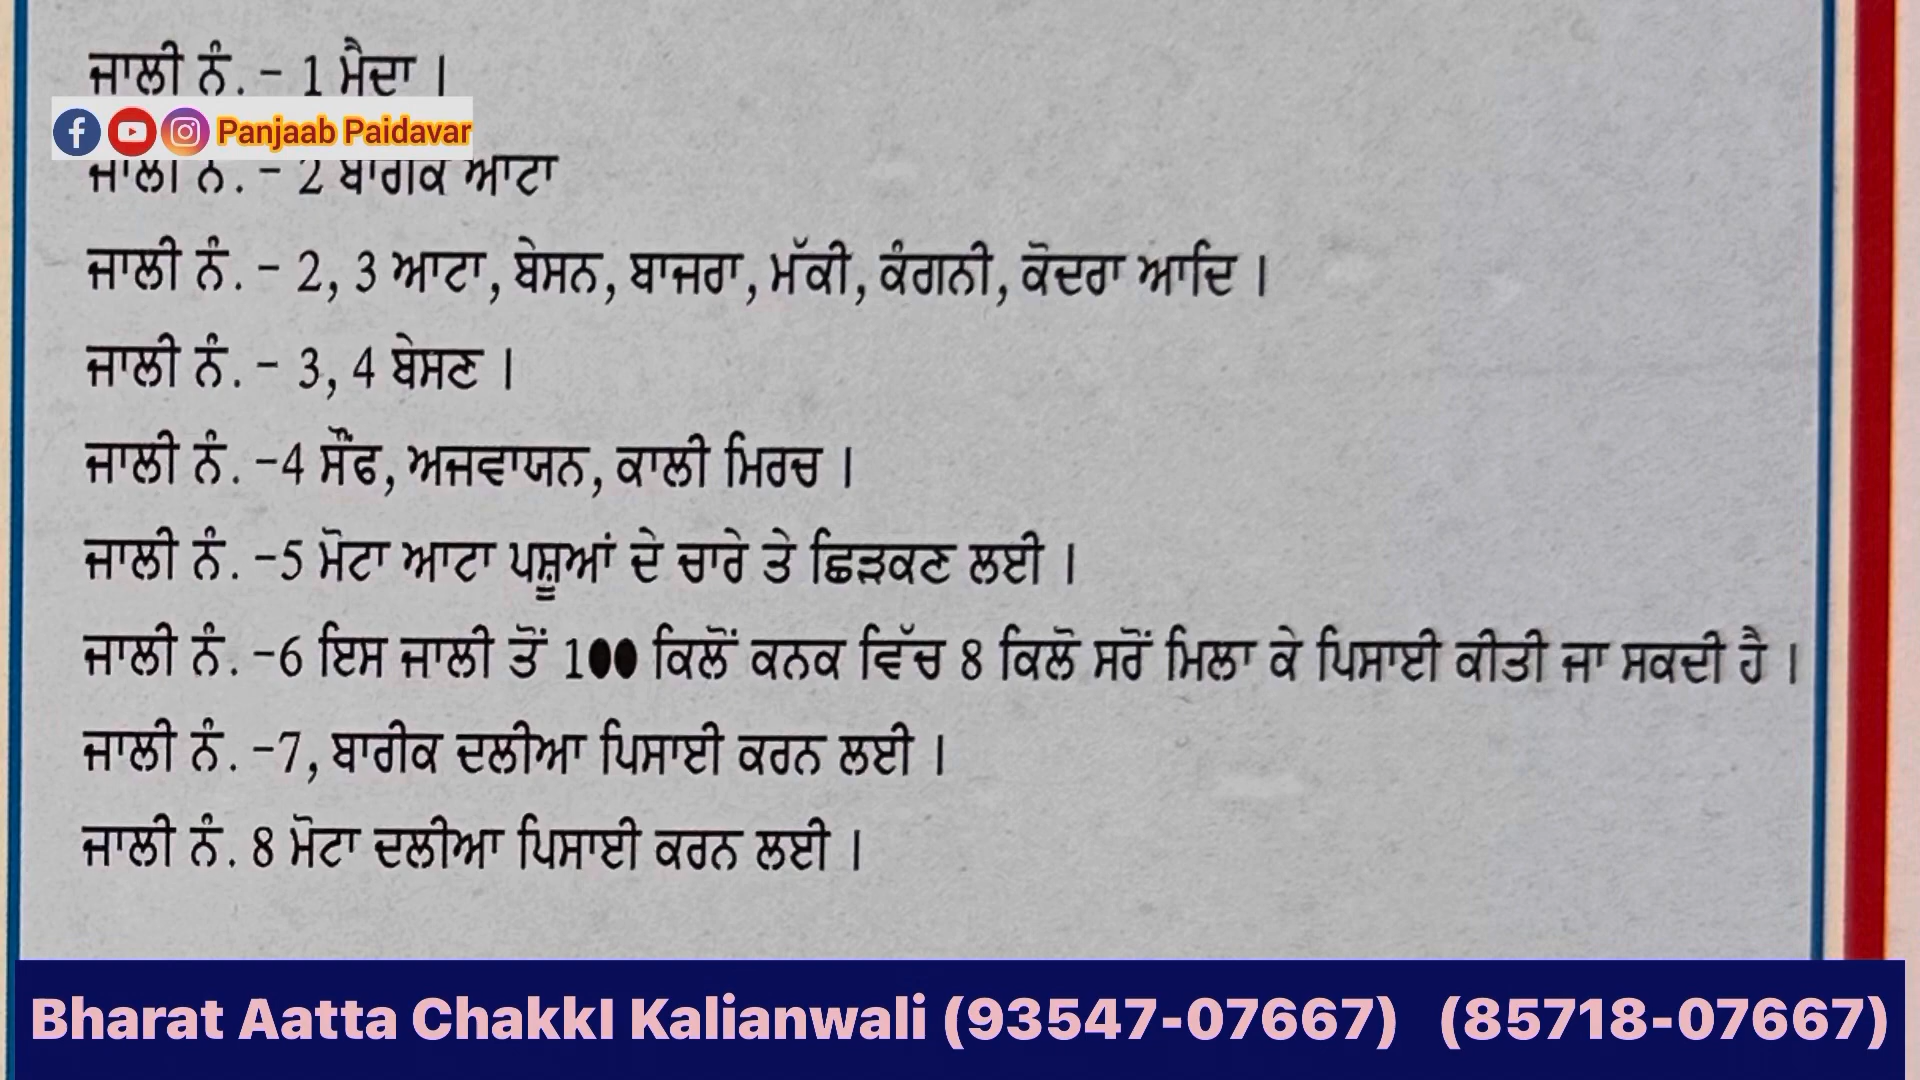 ਜਾਲੀ ਨੰ. - 1 ਮੈਦਾ ।
Panjaab Paidavar
ਜਾਲੀ ਨੰ. - 2 ਬਾਰੀਕ ਆਟਾ
ਜਾਲੀ ਨੰ. - 2, 3 ਆਟਾ, ਬੇਸਨ, ਬਾਜਰਾ, ਮੱਕੀ, ਕੰਗਨੀ, ਕੋਦਰਾ ਆਦਿ ।
ਜਾਲੀ ਨੰ. - 3, 4 ਬੇਸਣ ।
ਜਾਲੀ ਨੰ. -4 ਸੌਂਫ, ਅਜਵਾਯਨ, ਕਾਲੀ ਮਿਰਚ ।
ਜਾਲੀ ਨੰ. -5 ਮੋਟਾ ਆਟਾ ਪਸ਼ੂਆਂ ਦੇ ਚਾਰੇ ਤੇ ਛਿੜਕਣ ਲਈ ।
ਜਾਲੀ ਨੰ. -6 ਇਸ ਜਾਲੀ ਤੋਂ 100 ਕਿਲੋਂ ਕਨਕ ਵਿੱਚ 8 ਕਿਲੋ ਸਰੋਂ ਮਿਲਾ ਕੇ ਪਿਸਾਈ ਕੀਤੀ ਜਾ ਸਕਦੀ ਹੈ ।
ਜਾਲੀ ਨੰ. -7, ਬਾਰੀਕ ਦਲੀਆ ਪਿਸਾਈ ਕਰਨ ਲਈ ।
ਜਾਲੀ ਨੰ. 8 ਮੋਟਾ ਦਲੀਆ ਪਿਸਾਈ ਕਰਨ ਲਈ ।
Bharat Aatta ChakkI Kalianwali (93547-07667) (85718-07667)